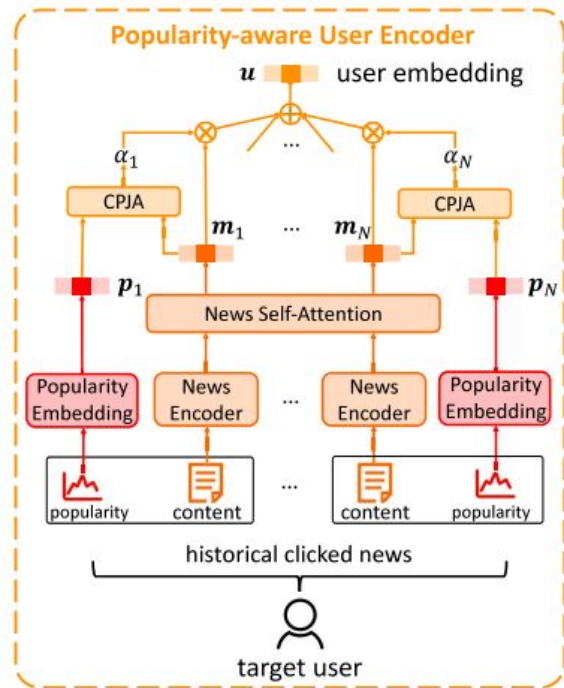 Popularity-aware User Encoder
u user embedding
...
α1 αN
CPJA CPJA
m1 ... mN
p1 pN
News Self-Attention
Popularity Embedding News Encoder ... News Encoder Popularity Embedding
popularity content ... content popularity
historical clicked news
target user